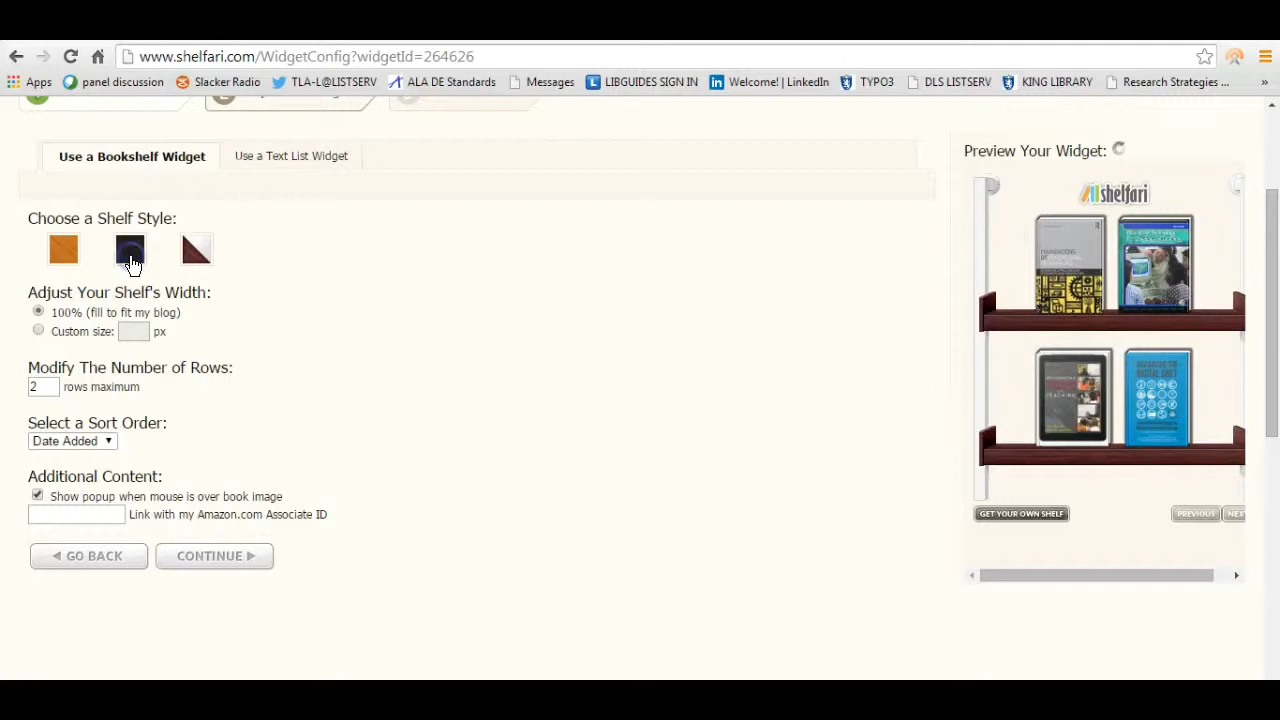 www.shelfari.com/WidgetConfig?widgetId=264626
Apps panel discussion Slacker Radio TLA-L@LISTSERV ALA DE Standards Messages LIBGUIDES SIGN IN Welcome! | LinkedIn TYPO3 DLS LISTSERV KING LIBRARY Research Strategies ... »
Use a Bookshelf Widget Use a Text List Widget
Preview Your Widget:
shelfari
Choose a Shelf Style:
Adjust Your Shelf's Width:
100% (fill to fit my blog)
Custom size: px
Modify The Number of Rows:
2 rows maximum
Select a Sort Order:
Date Added
Additional Content:
Show popup when mouse is over book image
Link with my Amazon.com Associate ID
GET YOUR OWN SHELF PREVIOUS NEX
GO BACK CONTINUE